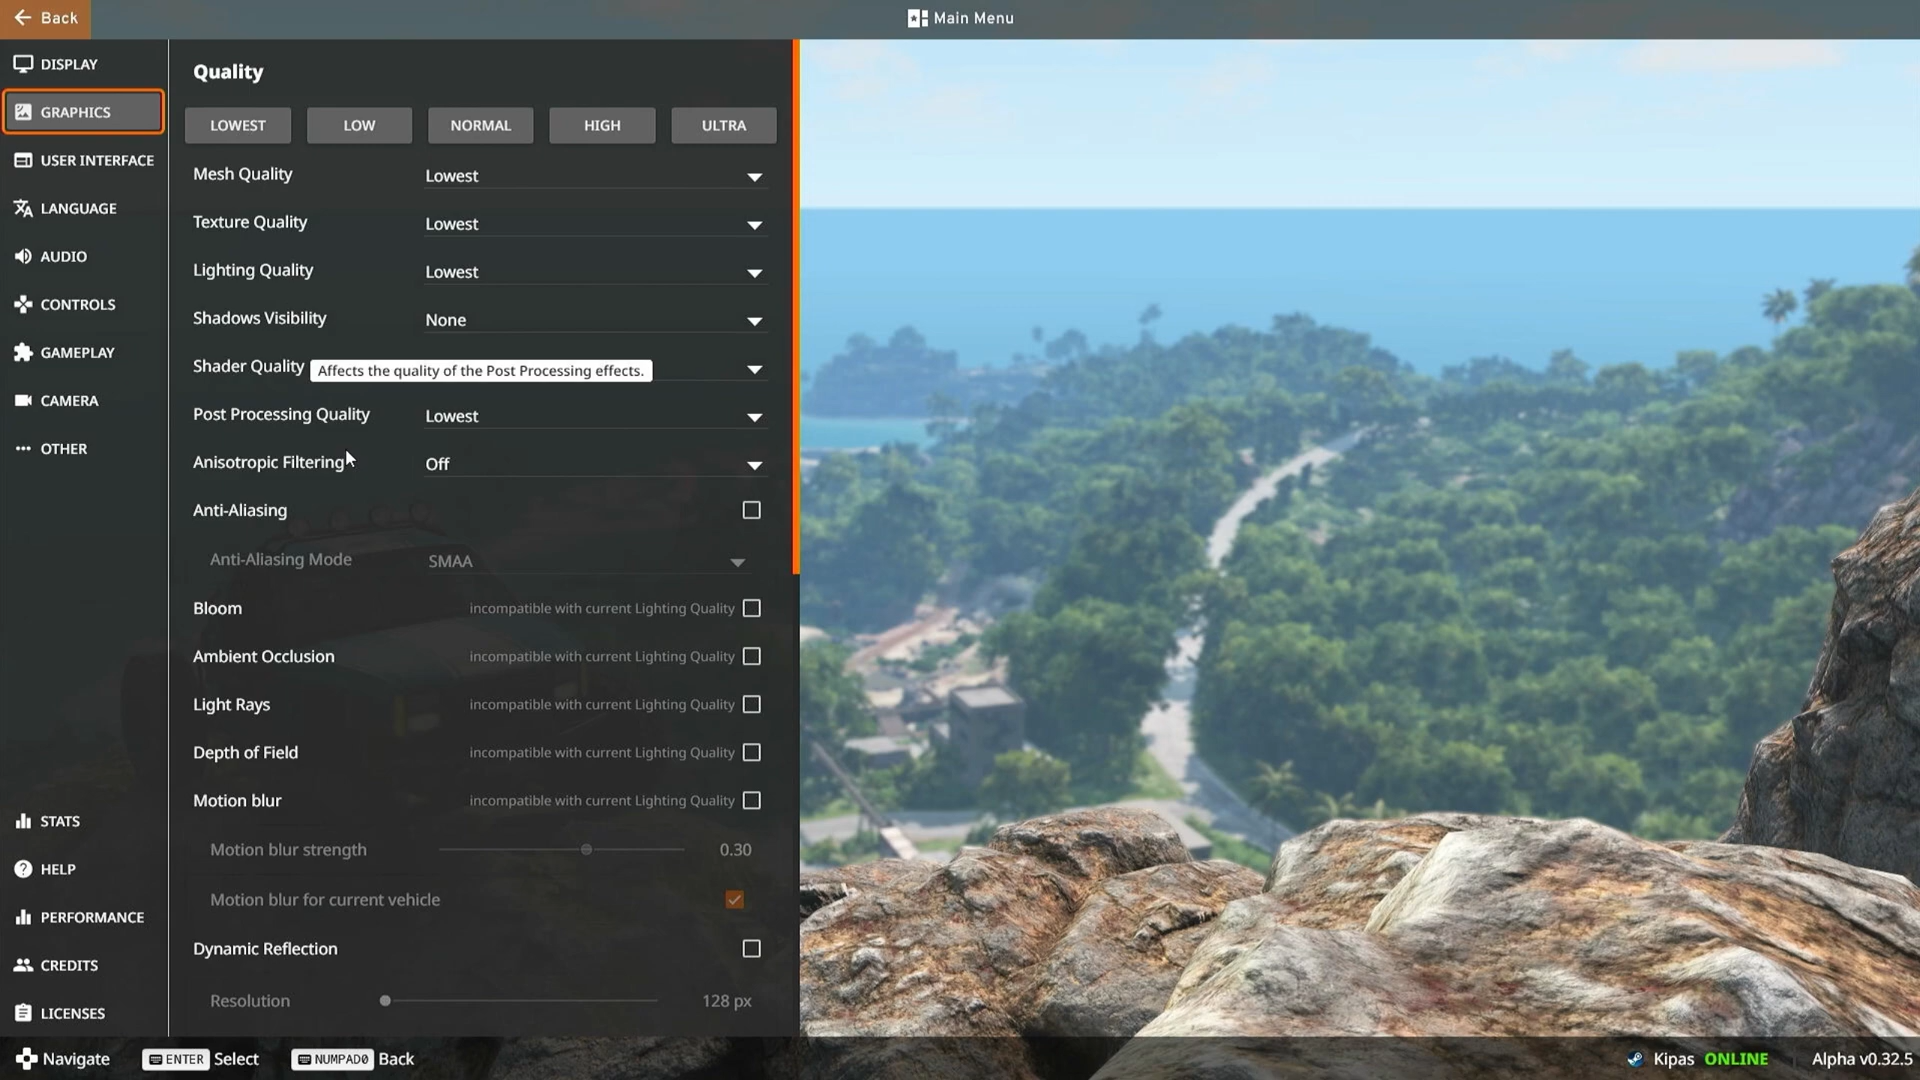 Back
Main Menu
DISPLAY
GRAPHICS
USER INTERFACE
LANGUAGE
AUDIO
CONTROLS
GAMEPLAY
CAMERA
OTHER
STATS
HELP
PERFORMANCE
CREDITS
LICENSES
Quality
LOWEST LOW NORMAL HIGH ULTRA
Mesh Quality Lowest
Texture Quality Lowest
Lighting Quality Lowest
Shadows Visibility None
Shader Quality
Affects the quality of the Post Processing effects.
Post Processing Quality Lowest
Anisotropic Filtering Off
Anti-Aliasing
Anti-Aliasing Mode SMAA
Bloom incompatible with current Lighting Quality
Ambient Occlusion incompatible with current Lighting Quality
Light Rays incompatible with current Lighting Quality
Depth of Field incompatible with current Lighting Quality
Motion blur incompatible with current Lighting Quality
Motion blur strength 0.30
Motion blur for current vehicle
Dynamic Reflection
Resolution 128 px
Navigate ENTER Select NUMPAD0 Back
Kipas ONLINE Alpha v0.32.5